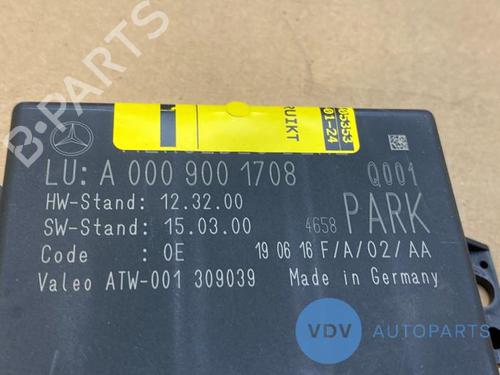 B-PARTS
RUIKT
05353
01-24
LU: A 000 900 1708
Q001
HW-Stand: 12.32.00
SW-Stand: 15.03.00
4658 PARK
Code : 0E
19 06 16 F/A/02/AA
Valeo ATW-001 309039
Made in Germany
VDV AUTOPARTS